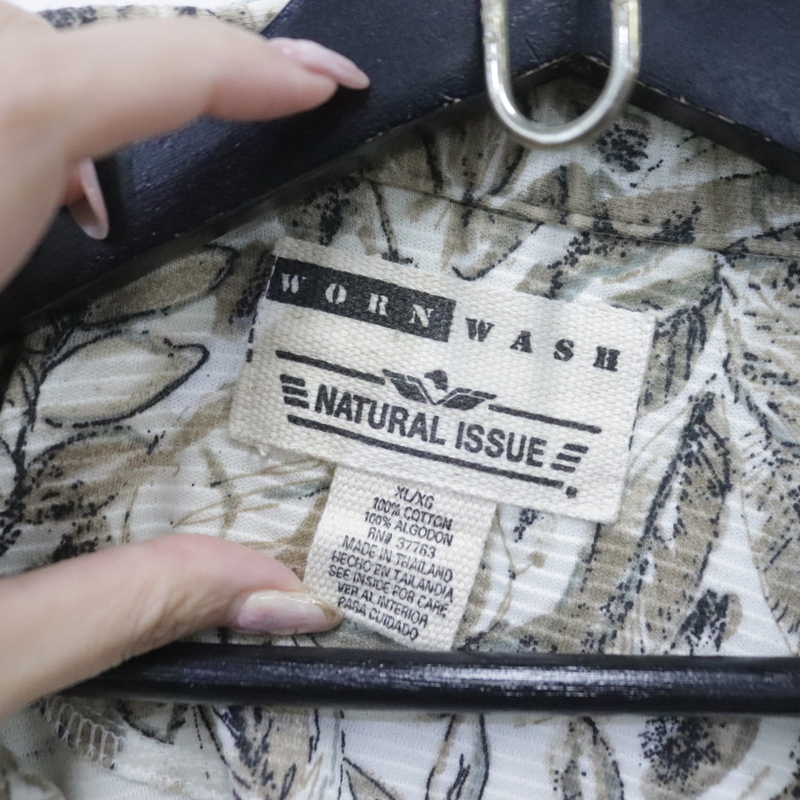 WORN WASH
NATURAL ISSUE
XL/XG
100% COTTON
100% ALGODON
RN# 37763
MADE IN THAILAND
HECHO EN TAILANDIA
SEE INSIDE FOR CARE
VER AL INTERIOR
PARA CUIDADO